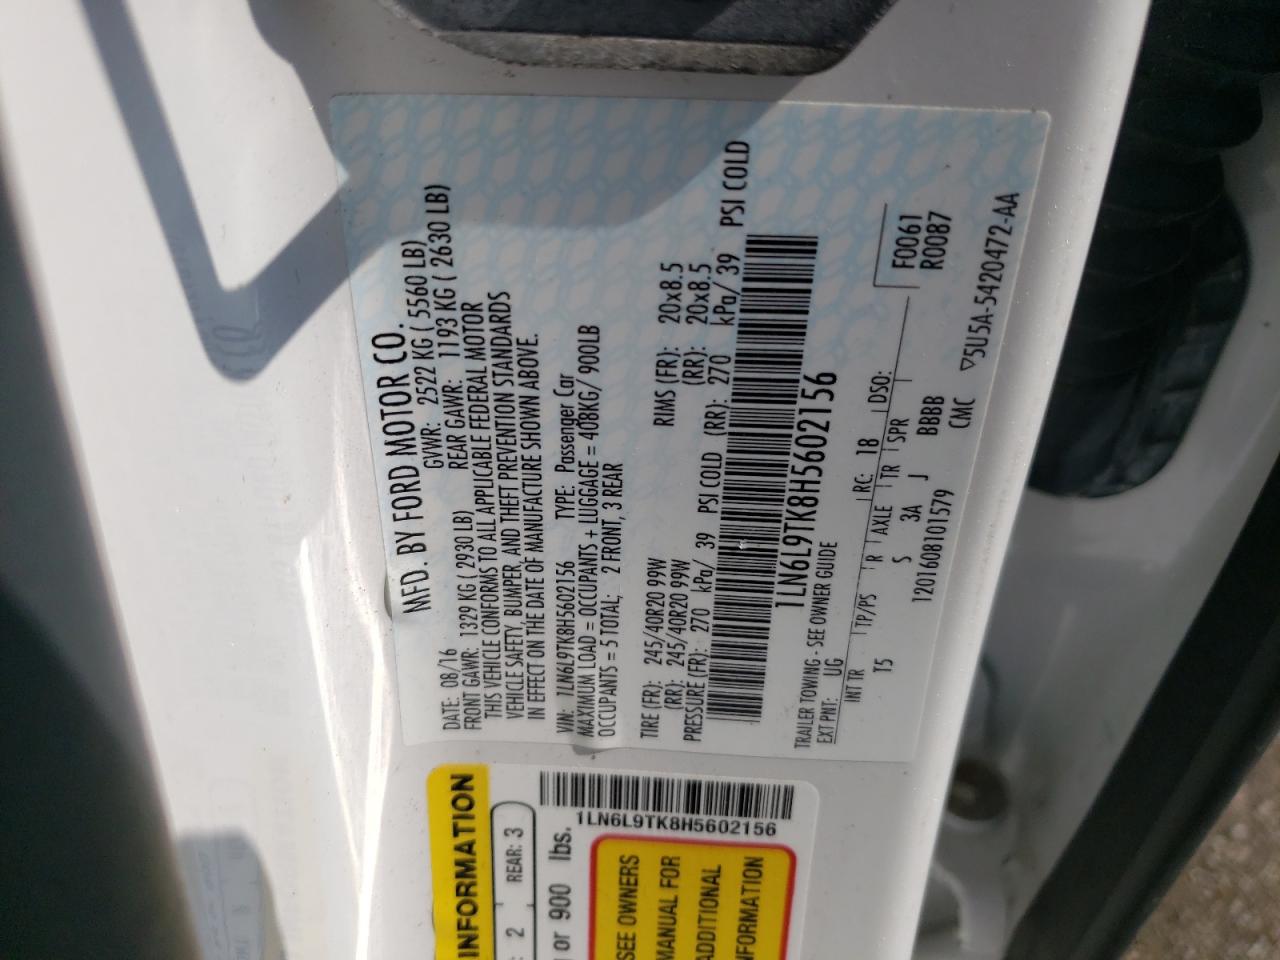 MFD. BY FORD MOTOR CO.
DATE: 08/16 GVWR: 2522 KG ( 5560 LB)
FRONT GAWR: 1329 KG ( 2930 LB) REAR GAWR: 1193 KG ( 2630 LB)
THIS VEHICLE CONFORMS TO ALL APPLICABLE FEDERAL MOTOR
VEHICLE SAFETY, BUMPER, AND THEFT PREVENTION STANDARDS
IN EFFECT ON THE DATE OF MANUFACTURE SHOWN ABOVE.
VIN: 1LN6L9TK8H5602156 TYPE: Passenger Car
MAXIMUM LOAD = OCCUPANTS + LUGGAGE = 408KG/ 900LB
OCCUPANTS = 5 TOTAL; 2 FRONT, 3 REAR
TIRE (FR): 245/40R20 99W RIMS (FR): 20x8.5
(RR): 245/40R20 99W (RR): 20x8.5
PRESSURE (FR): 270 kPa/ 39 PSI COLD (RR): 270 kPa/ 39 PSI COLD
1LN6L9TK8H5602156
TRAILER TOWING - SEE OWNER GUIDE
EXT PNT: UG RC: 18 DSO: F0061
R0087
INT TR TP/PS R AXLE TR SPR
T5 S 3A J BBBB
1201608101579 CMC
▽5U5A-5420472-AA
INFORMATION
2 REAR: 3
or 900 lbs.
1LN6L9TK8H5602156
SEE OWNERS
MANUAL FOR
ADDITIONAL
INFORMATION